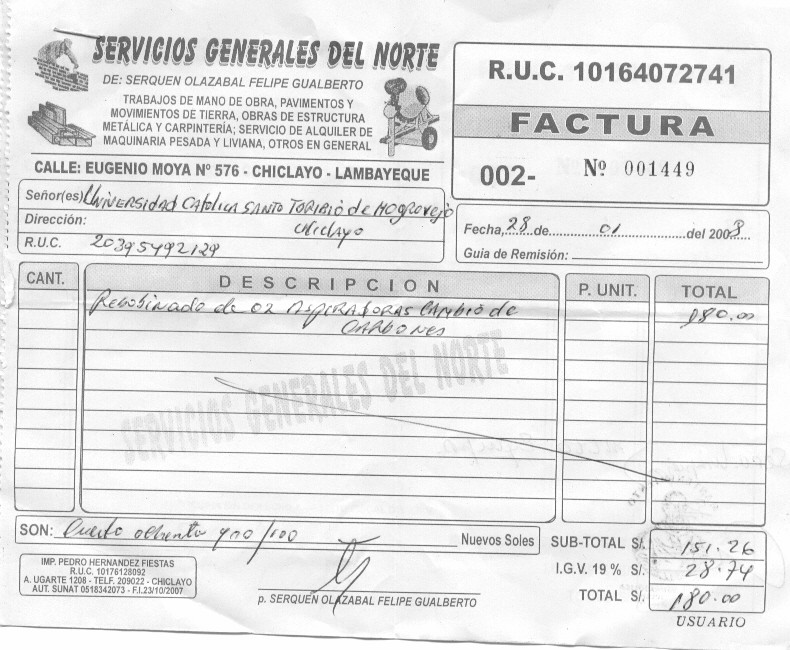 SERVICIOS GENERALES DEL NORTE
DE: SERQUEN OLAZABAL FELIPE GUALBERTO
TRABAJOS DE MANO DE OBRA, PAVIMENTOS Y
MOVIMIENTOS DE TIERRA, OBRAS DE ESTRUCTURA
METÁLICA Y CARPINTERÍA; SERVICIO DE ALQUILER DE
MAQUINARIA PESADA Y LIVIANA, OTROS EN GENERAL
CALLE: EUGENIO MOYA Nº 576 - CHICLAYO - LAMBAYEQUE
R.U.C. 10164072741
FACTURA
002- Nº 001449
Señor(es) Universidad Catolica Santo Toribio de Mogrovejo
Dirección: Chiclayo
R.U.C. 20395492129
Fecha, 28 de 01 del 2008
Guia de Remisión:
CANT. DESCRIPCION P. UNIT. TOTAL
Rebobinado de 02 Aspiradoras Cambio de 180.00
Carbones
SERVICIOS GENERALES DEL NORTE
SON: Ciento ochenta y 00/100 Nuevos Soles
SUB-TOTAL S/. 151.26
I.G.V. 19 % S/. 28.74
TOTAL S/. 180.00
IMP. PEDRO HERNANDEZ FIESTAS
R.U.C. 10176128092
A. UGARTE 1208 - TELF. 209022 - CHICLAYO
AUT. SUNAT 0518342073 - F.I.23/10/2007
p. SERQUEN OLAZABAL FELIPE GUALBERTO
USUARIO